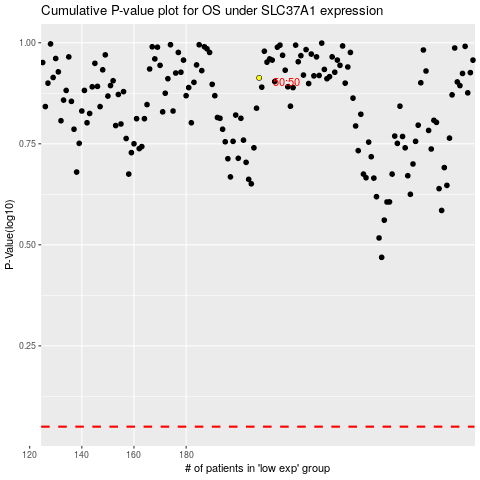 Cumulative P-value plot for OS under SLC37A1 expression
1.00
50:50
0.75
P-Value(log10)
0.50
0.25
120 140 160 180
# of patients in 'low exp' group